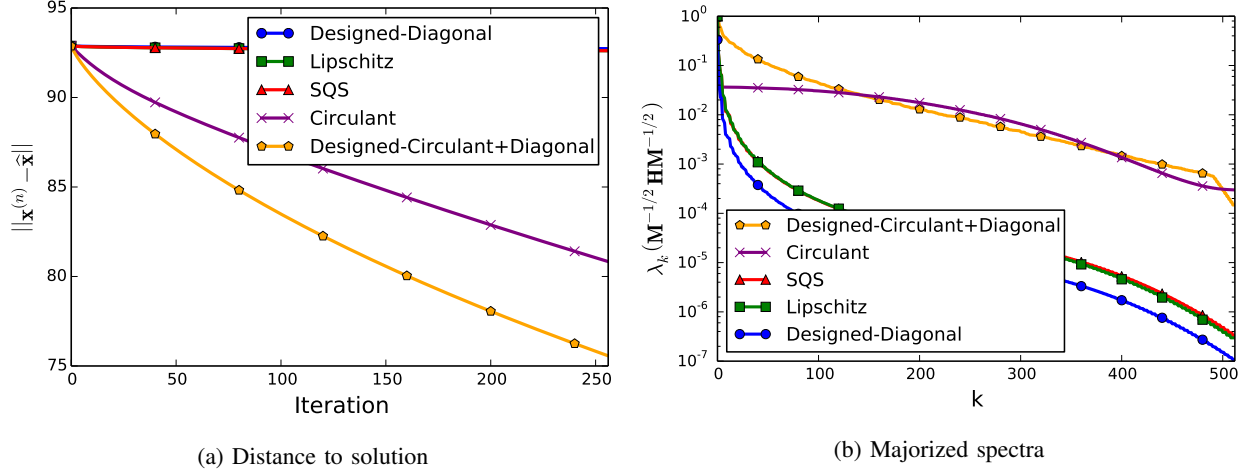 95
90
85
80
75
0
50
100
150
200
250
||x^(n) − x̂||
Iteration
Designed-Diagonal
Lipschitz
SQS
Circulant
Designed-Circulant+Diagonal
(a) Distance to solution
10^0
10^-1
10^-2
10^-3
10^-4
10^-5
10^-6
10^-7
0
100
200
300
400
500
λ_k (M^−1/2 HM^−1/2)
k
Designed-Circulant+Diagonal
Circulant
SQS
Lipschitz
Designed-Diagonal
(b) Majorized spectra